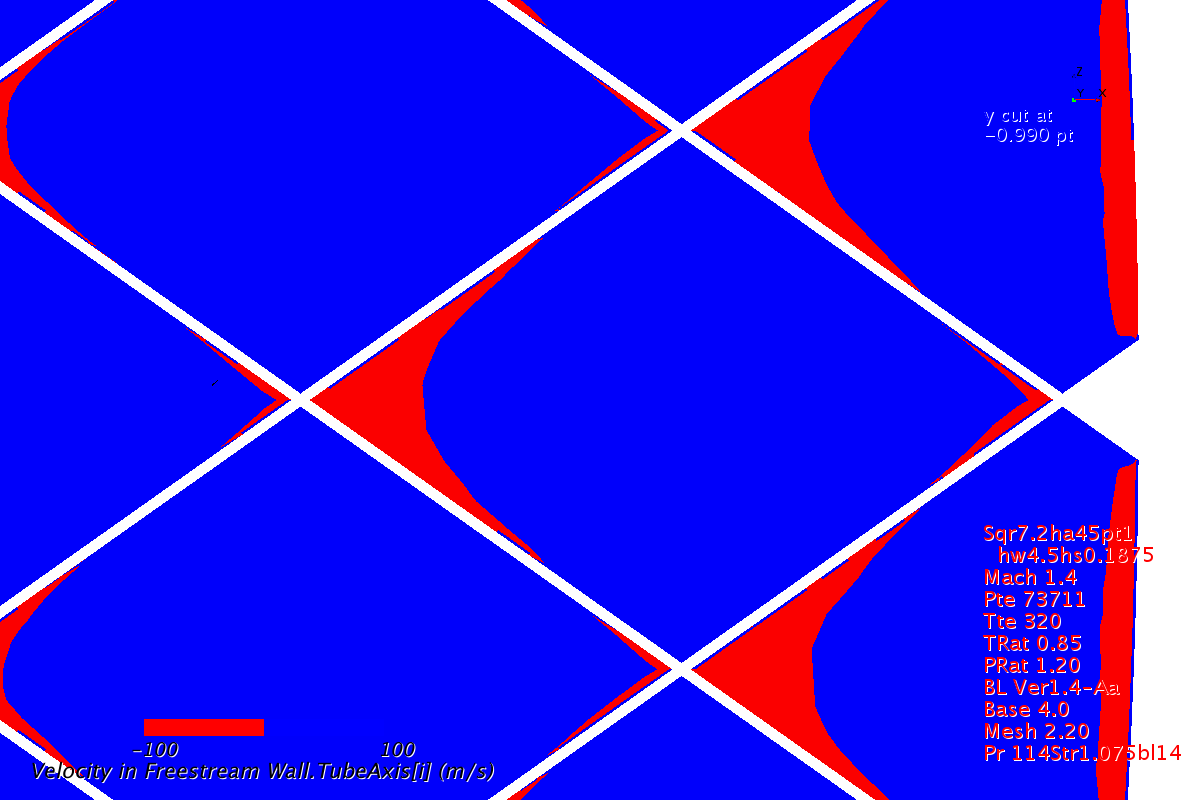 Z
Y X
y cut at
−0.990 pt
Sqr7.2ha45pt1
hw4.5hs0.1875
Mach 1.4
Pte 73711
Tte 320
TRat 0.85
PRat 1.20
BL Ver1.4–Aa
Base 4.0
Mesh 2.20
Pr 114Str1.075bl14
−100 100
Velocity in Freestream Wall.TubeAxis[i] (m/s)